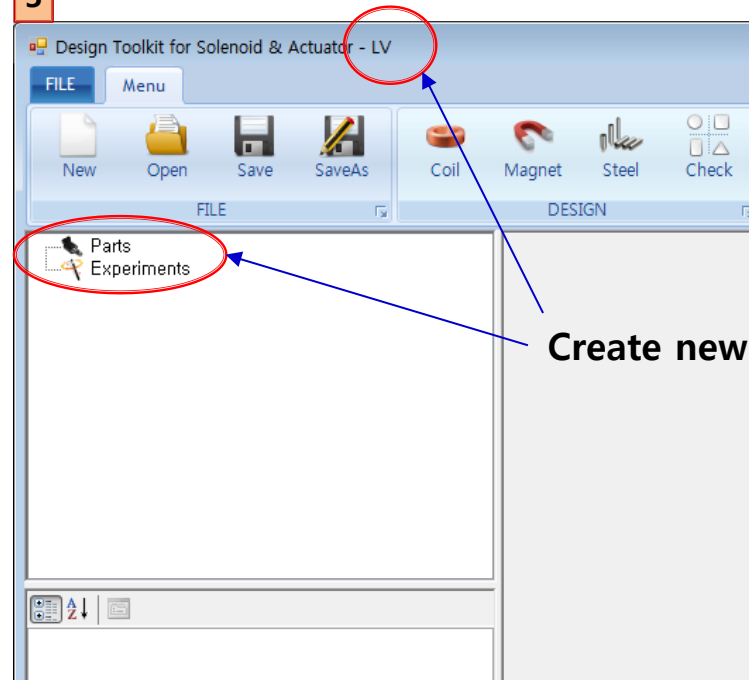 Design Toolkit for Solenoid & Actuator - LV
FILE Menu
New Open Save SaveAs Coil Magnet Steel Check
FILE DESIGN
Parts
Experiments
Create new
A
Z